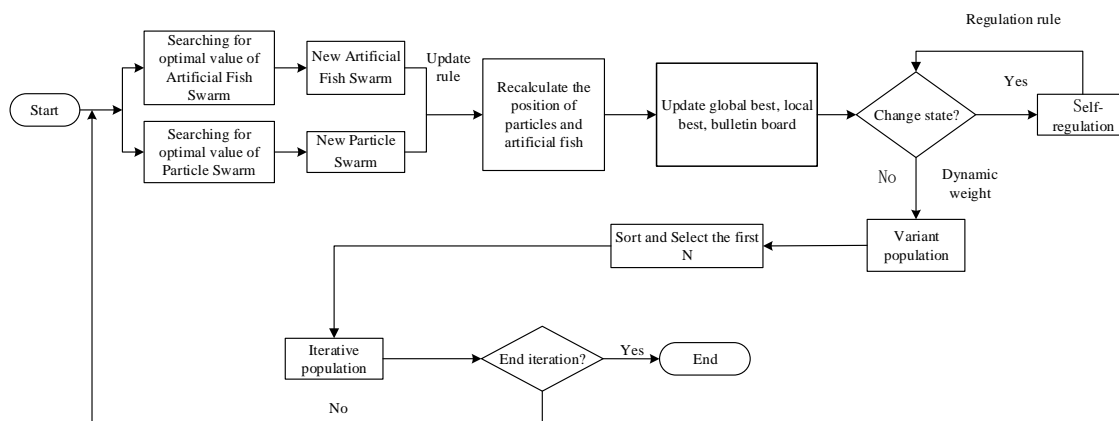 Regulation rule
Searching for
optimal value of
Artificial Fish
Swarm
New Artificial
Fish Swarm
Update
rule
Start
Searching for
optimal value of
Particle Swarm
New Particle
Swarm
Recalculate the
position of
particles and
artificial fish
Update global best, local
best, bulletin board
Change state?
Yes
Self-
regulation
No
Dynamic
weight
Variant
population
Sort and Select the first
N
Iterative
population
End iteration?
Yes
End
No